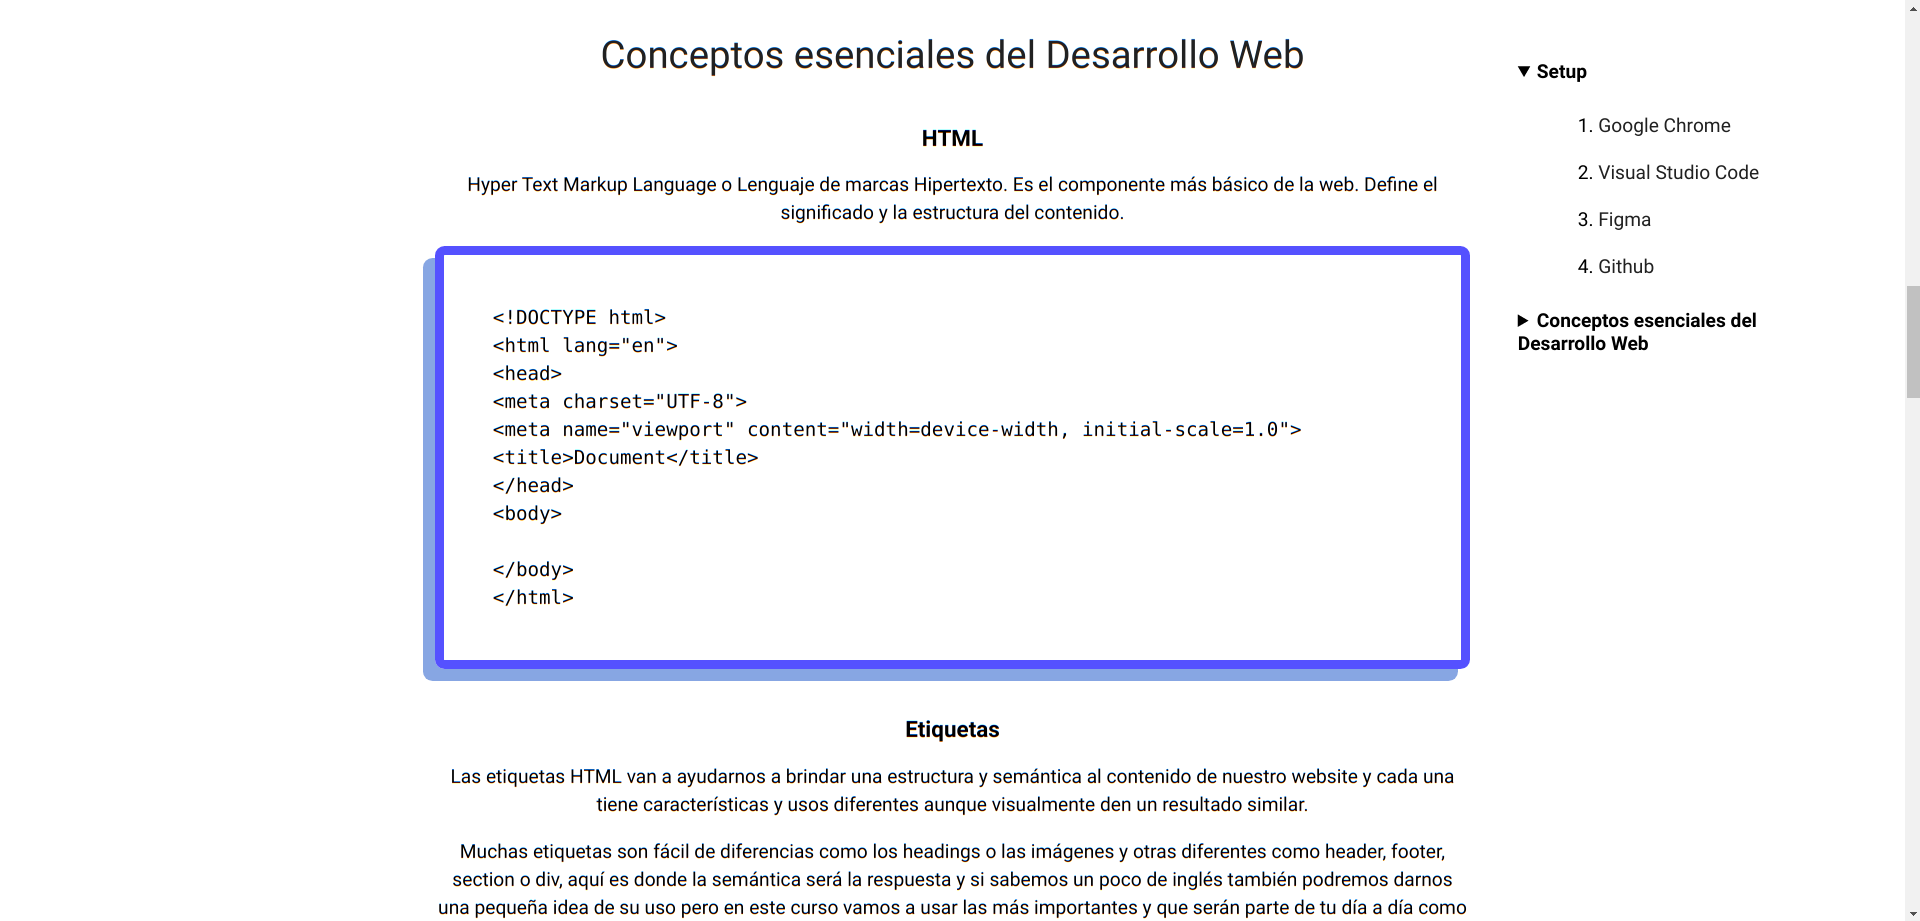 Conceptos esenciales del Desarrollo Web
HTML
Hyper Text Markup Language o Lenguaje de marcas Hipertexto. Es el componente más básico de la web. Define el
significado y la estructura del contenido.
<!DOCTYPE html>
<html lang="en">
<head>
<meta charset="UTF-8">
<meta name="viewport" content="width=device-width, initial-scale=1.0">
<title>Document</title>
</head>
<body>
</body>
</html>
Etiquetas
Las etiquetas HTML van a ayudarnos a brindar una estructura y semántica al contenido de nuestro website y cada una
tiene características y usos diferentes aunque visualmente den un resultado similar.
Muchas etiquetas son fácil de diferencias como los headings o las imágenes y otras diferentes como header, footer,
section o div, aquí es donde la semántica será la respuesta y si sabemos un poco de inglés también podremos darnos
una pequeña idea de su uso pero en este curso vamos a usar las más importantes y que serán parte de tu día a día como
▼ Setup
1. Google Chrome
2. Visual Studio Code
3. Figma
4. Github
▶ Conceptos esenciales del
Desarrollo Web